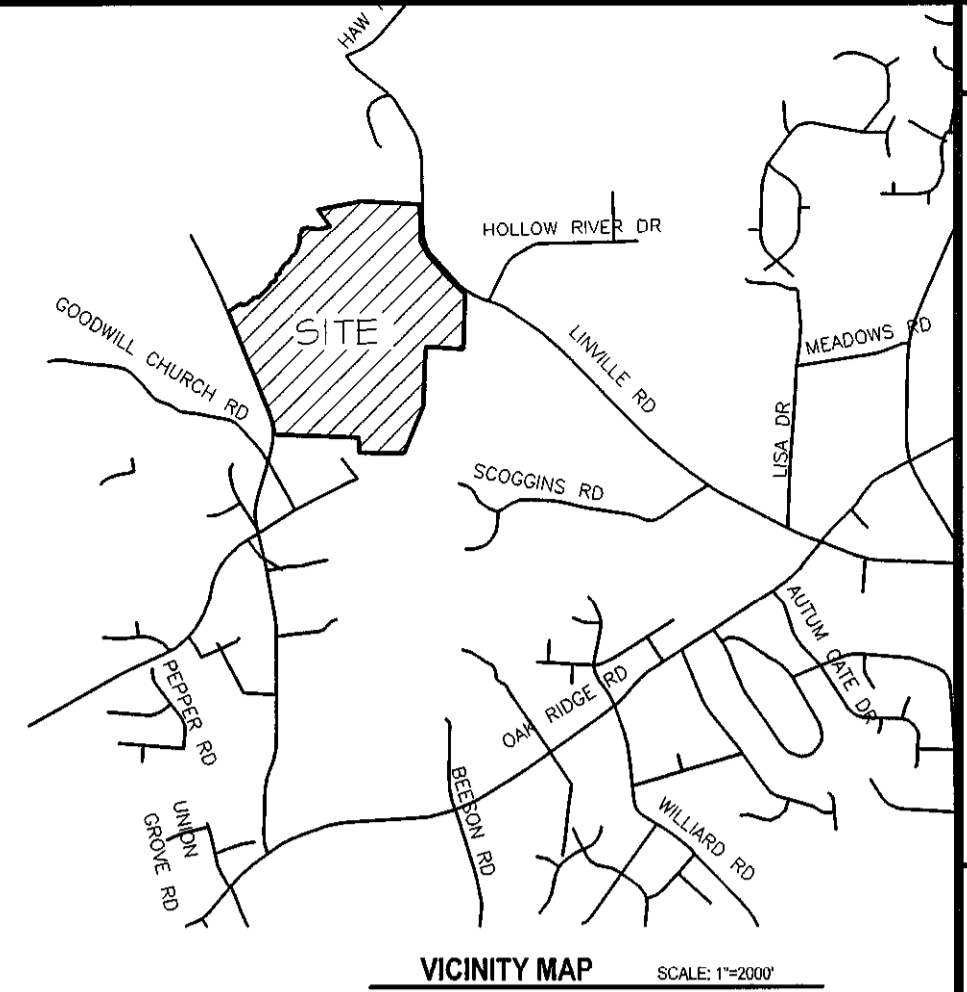 HAW
HOLLOW RIVER DR
GOODWILL CHURCH RD
SITE
LINVILLE RD
MEADOWS RD
LISA DR
SCOGGINS RD
AUTUM GATE DR
PEPPER RD
OAK RIDGE RD
BEESON RD
UNION
GROVE RD
WILLIARD RD
VICINITY MAP
SCALE: 1"=2000'